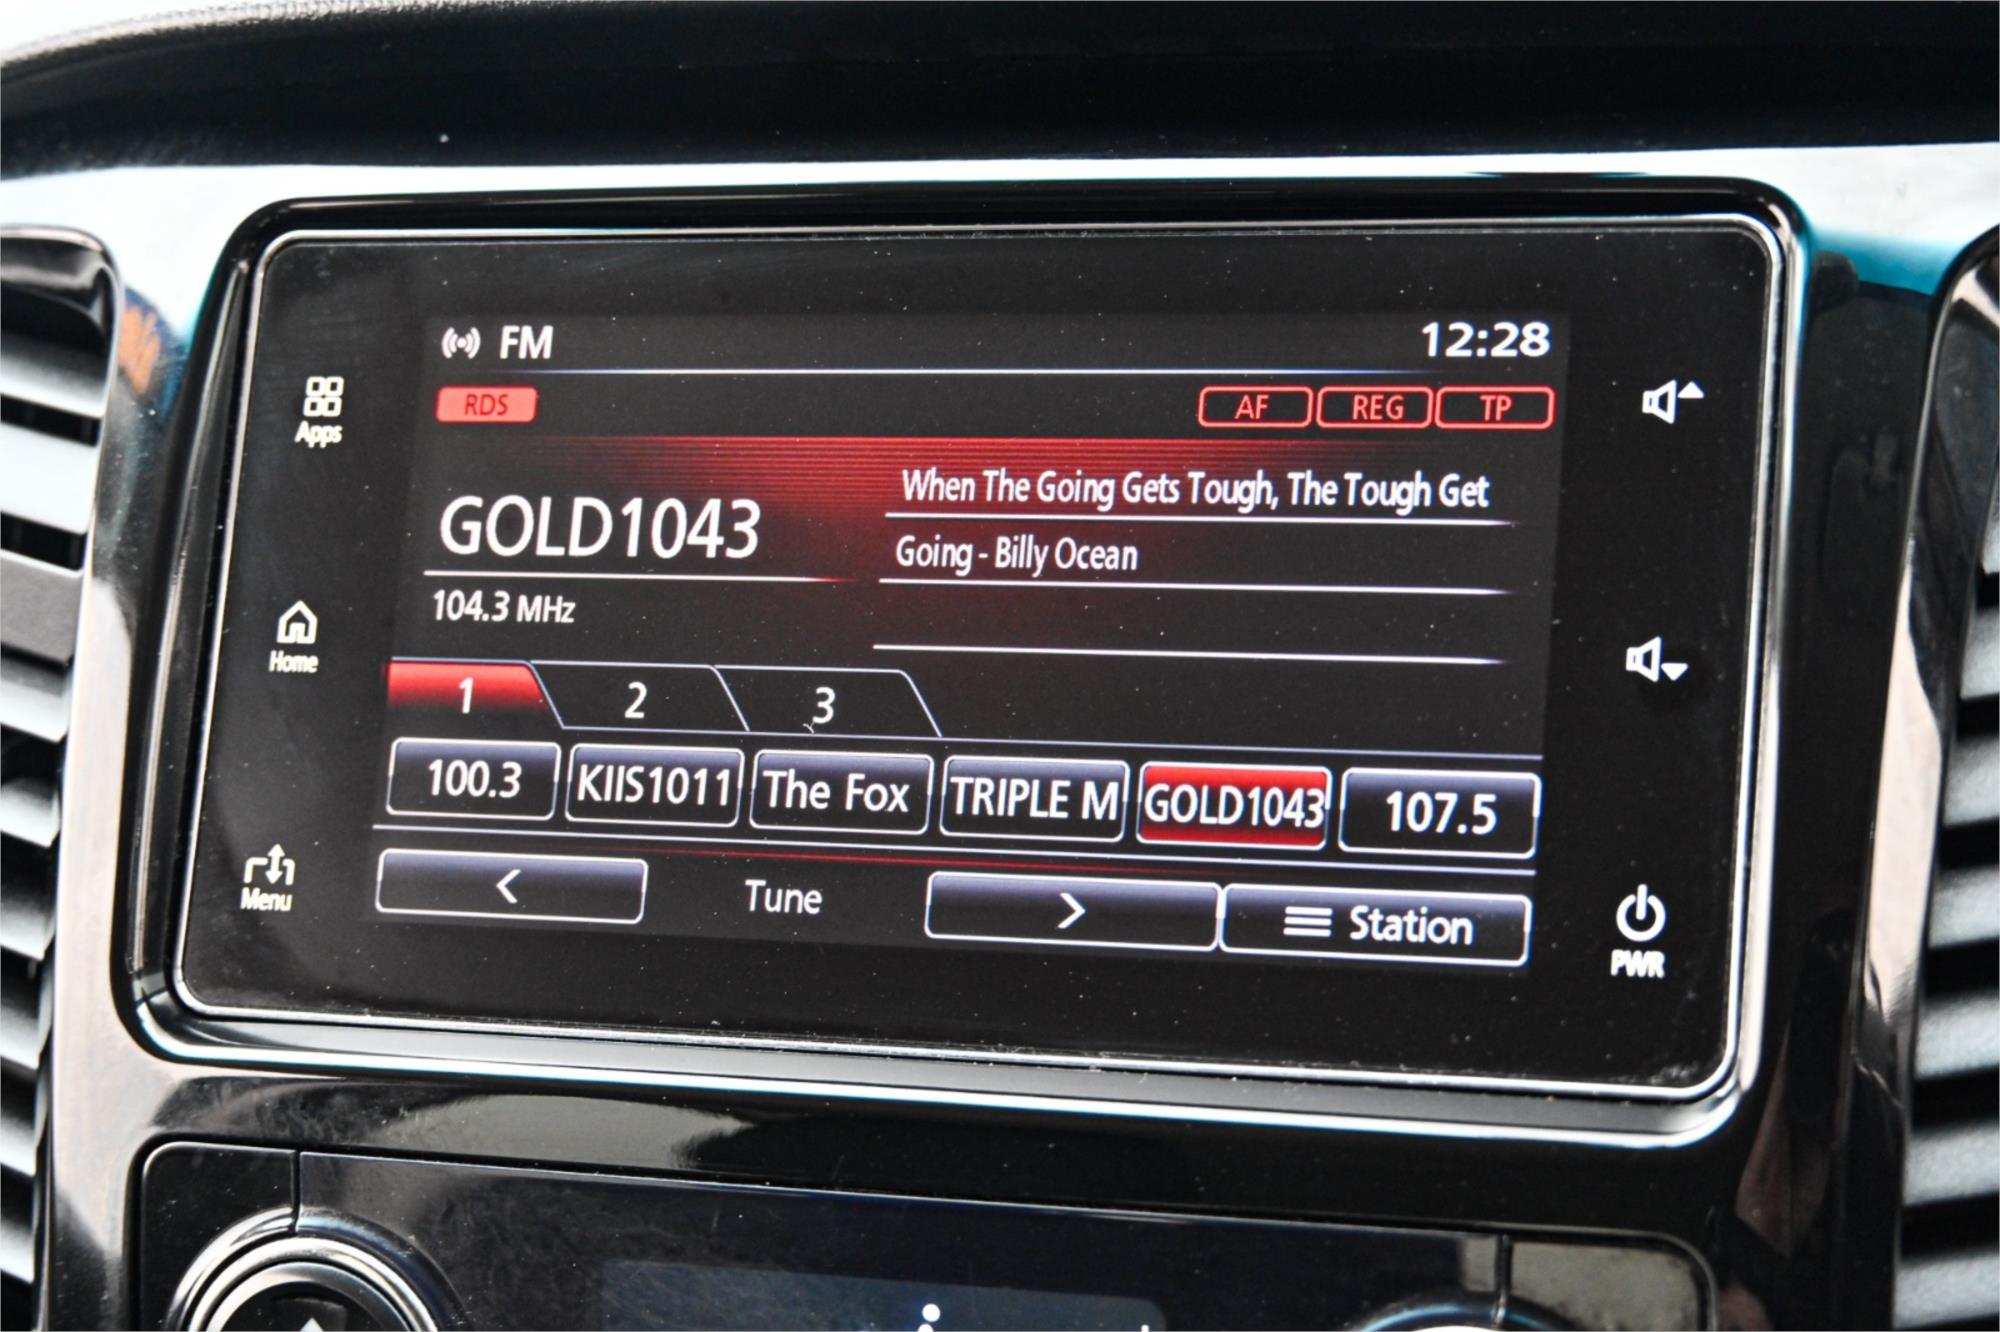 FM 12:28
RDS AF REG TP
Apps
When The Going Gets Tough, The Tough Get
GOLD1043
Going - Billy Ocean
104.3 MHz
Home
1 2 3
100.3 KIIS1011 The Fox TRIPLE M GOLD1043 107.5
Menu
< Tune > Station
PWR